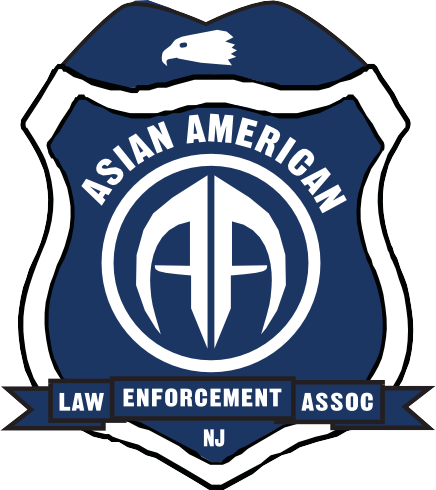 ASIAN AMERICAN
AA
LAW ENFORCEMENT ASSOC
NJ